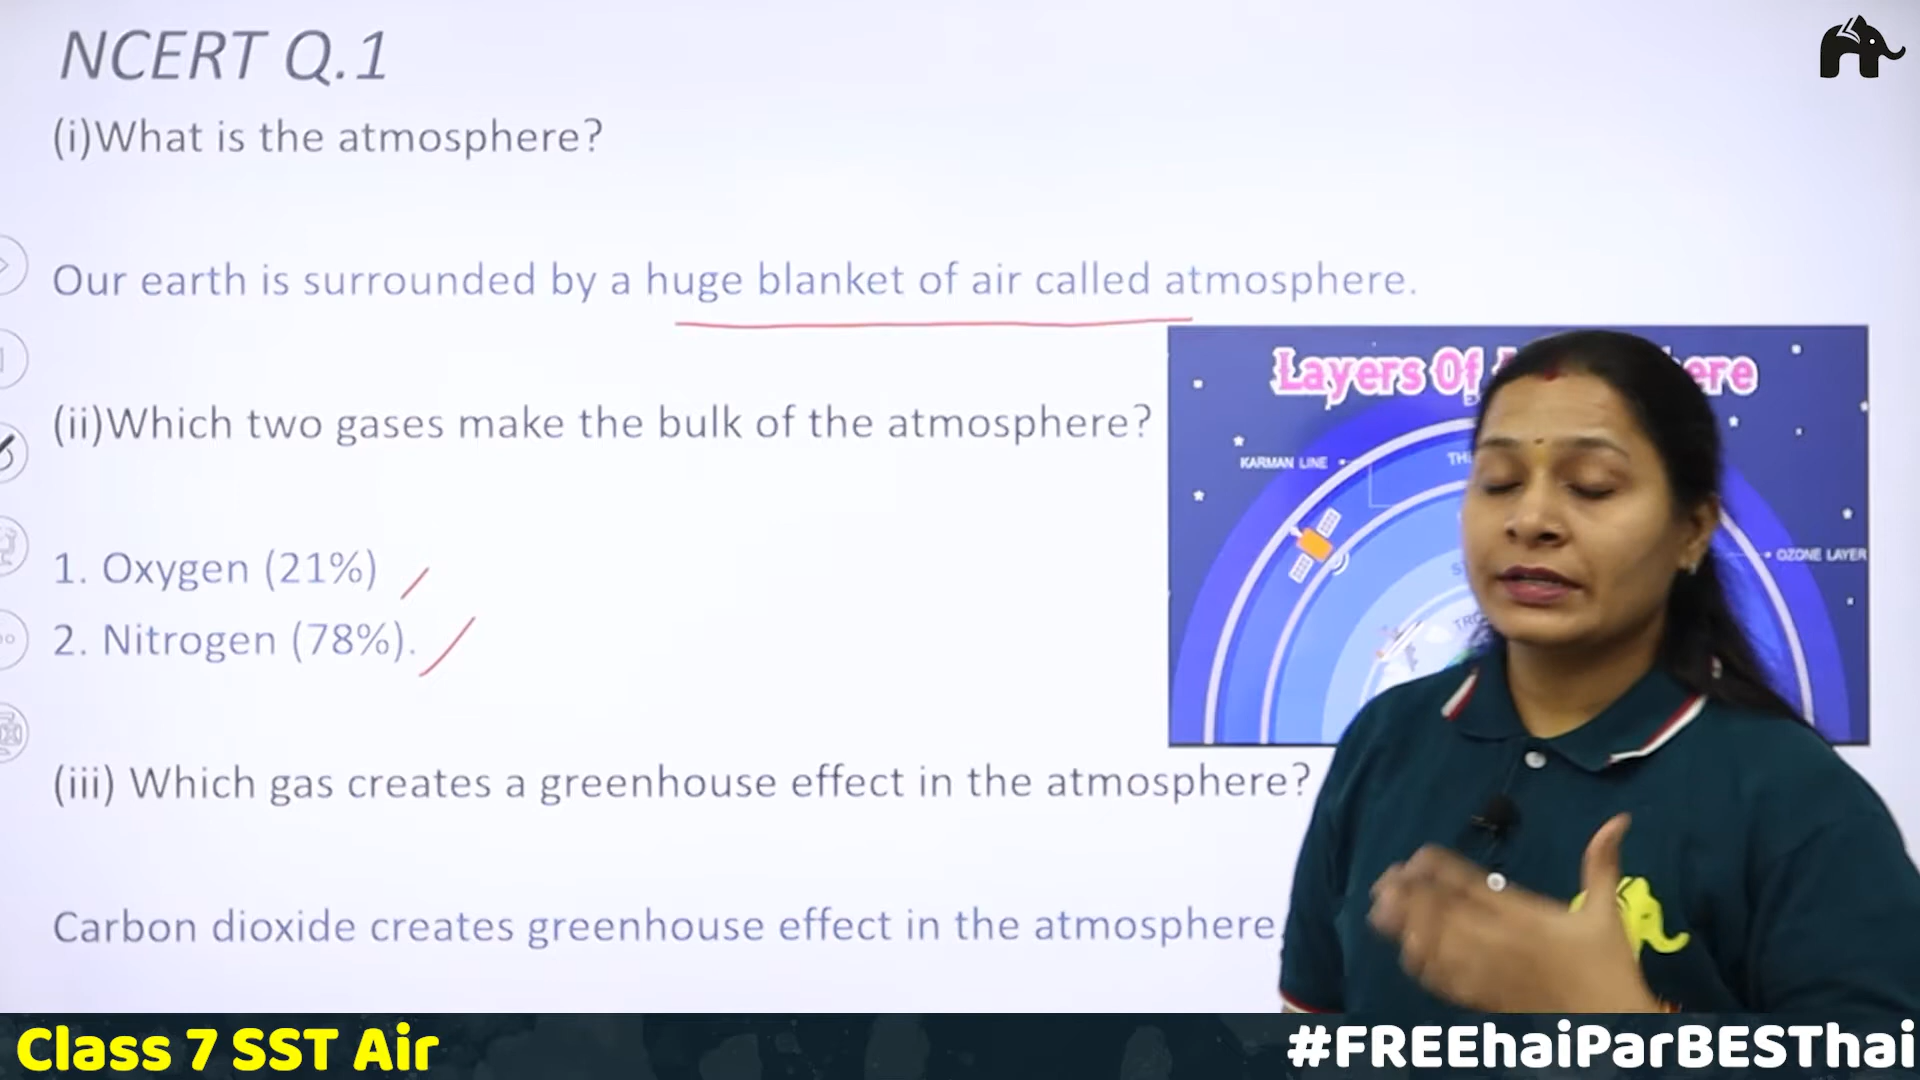 NCERT Q.1
(i)What is the atmosphere?
Our earth is surrounded by a huge blanket of air called atmosphere.
Layers Of
ere
(ii)Which two gases make the bulk of the atmosphere?
KARMAN LINE
OZONE LAYER
1. Oxygen (21%)
2. Nitrogen (78%).
(iii) Which gas creates a greenhouse effect in the atmosphere?
Carbon dioxide creates greenhouse effect in the atmosphere.
Class 7 SST Air
#FREEhaiParBESThai